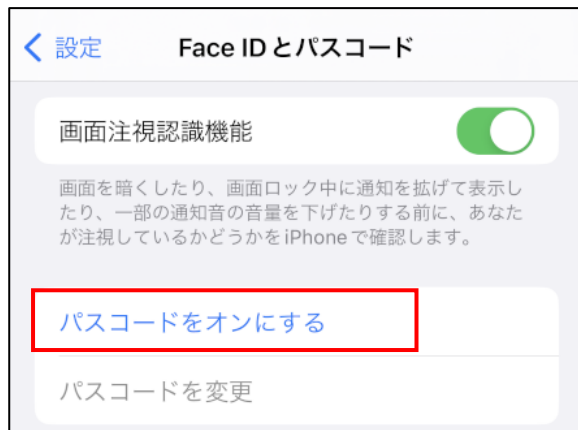 設定
Face IDとパスコード
画面注視認識機能
画面を暗くしたり、画面ロック中に通知を拡げて表示し
たり、一部の通知音の音量を下げたりする前に、あなた
が注視しているかどうかをiPhoneで確認します。
パスコードをオンにする
パスコードを変更